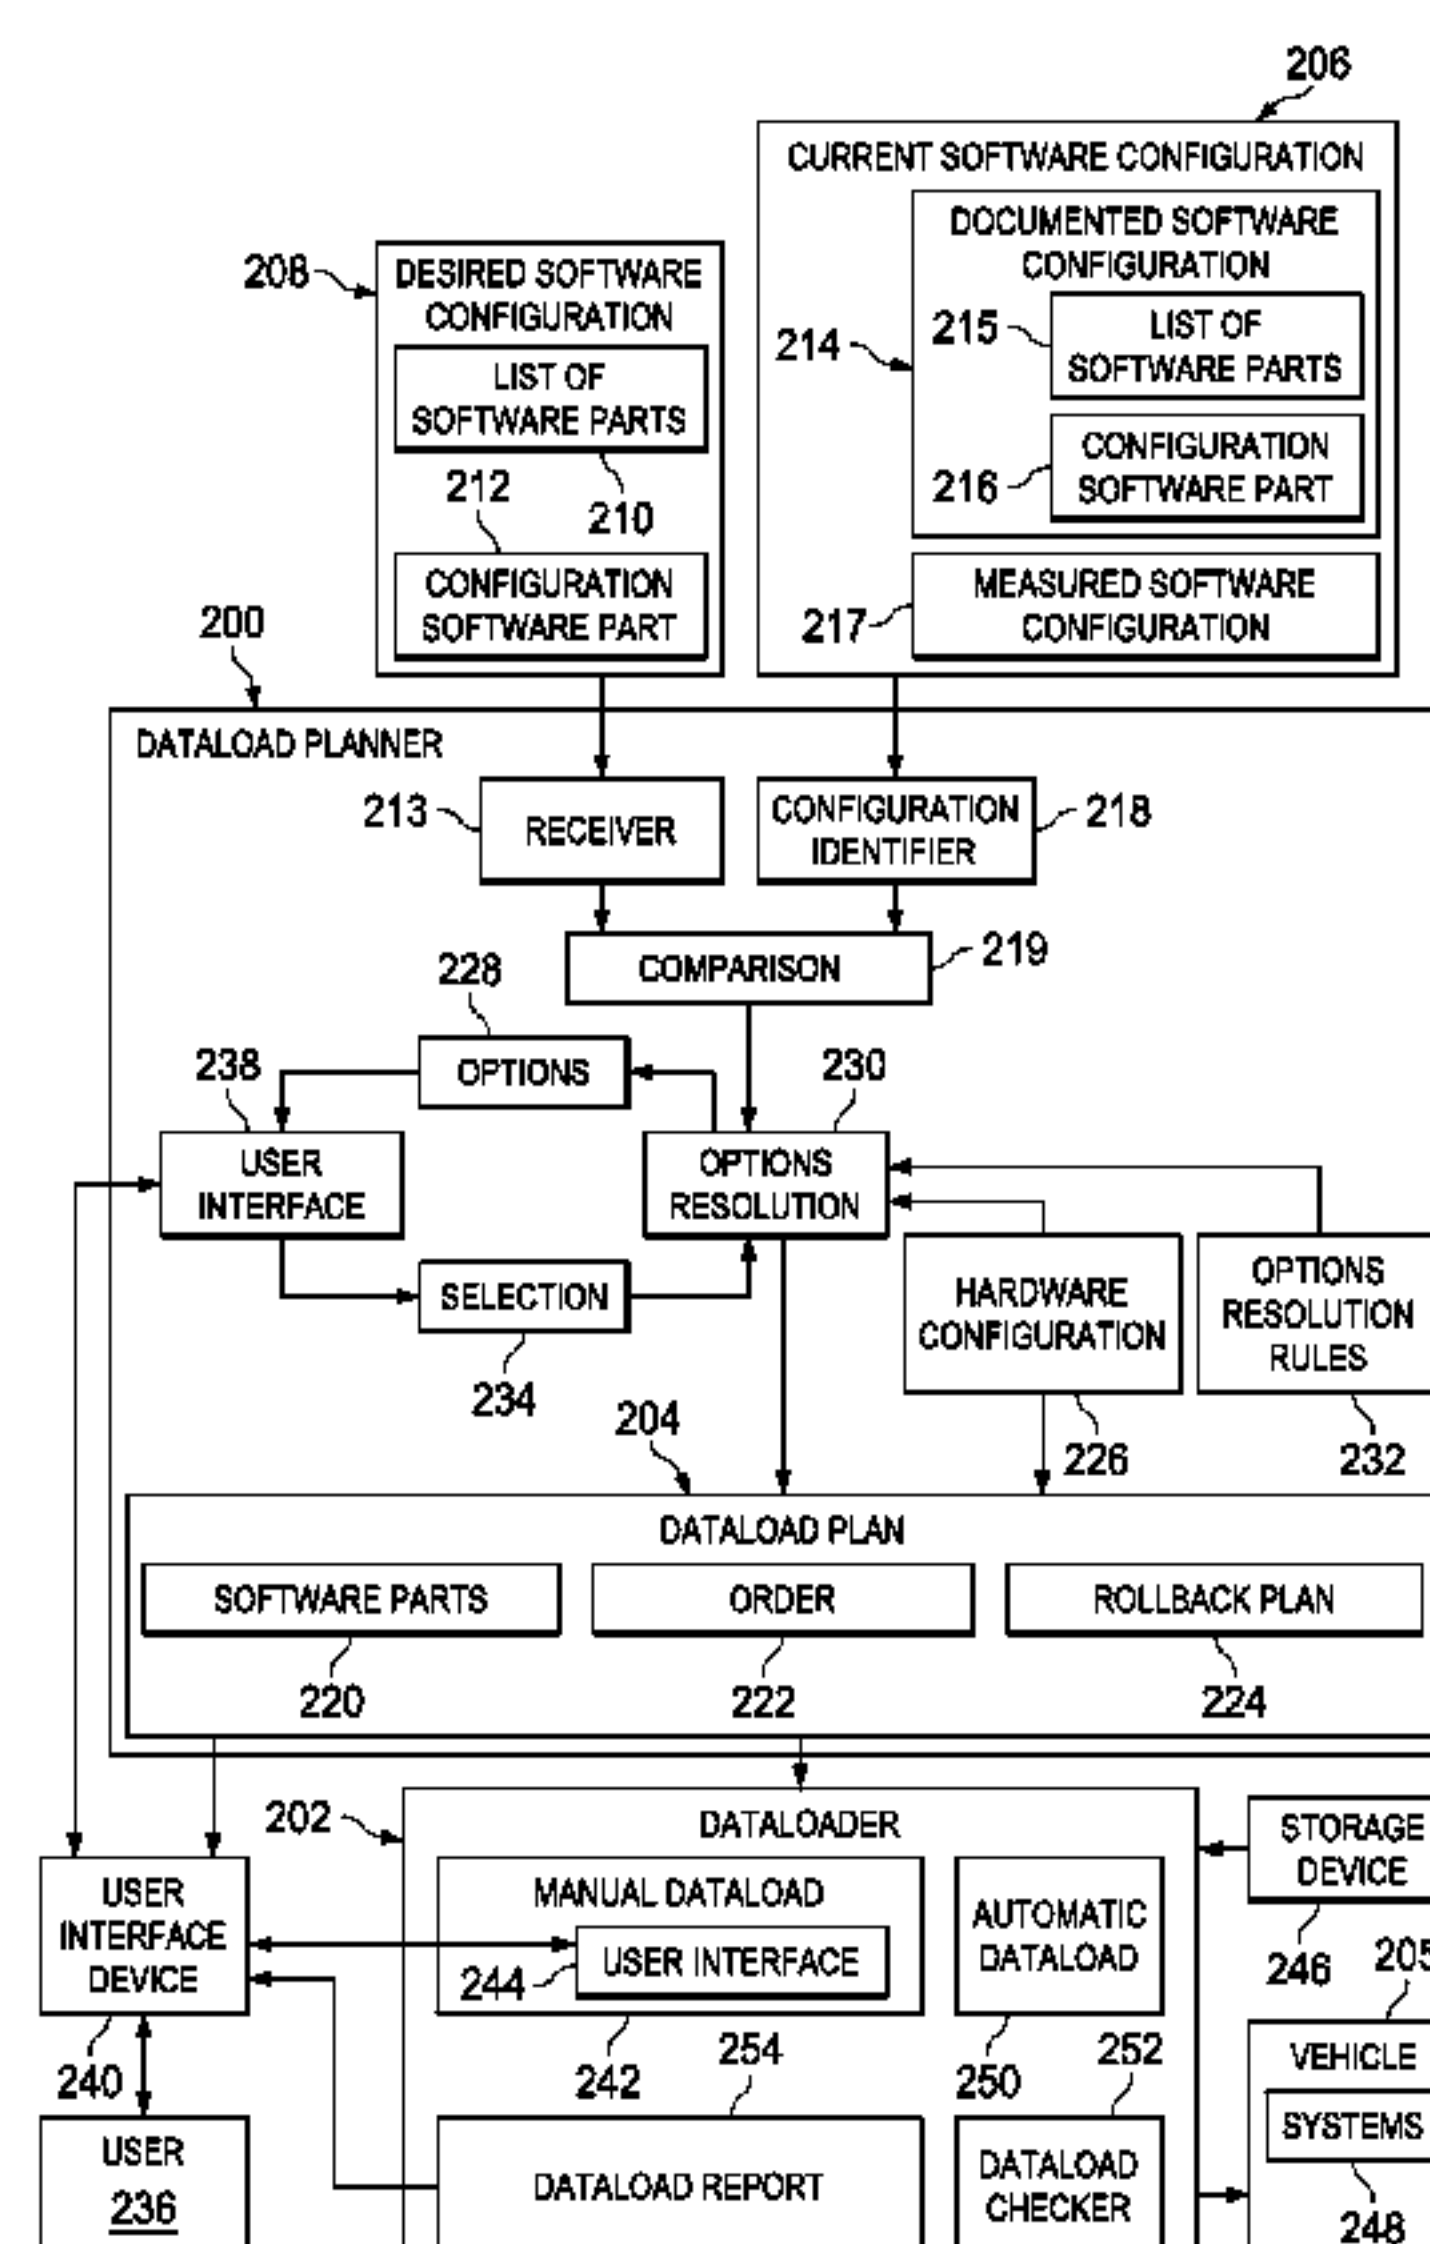 206
CURRENT SOFTWARE CONFIGURATION
DOCUMENTED SOFTWARE
CONFIGURATION
215
LIST OF
SOFTWARE PARTS
214
216
CONFIGURATION
SOFTWARE PART
217
MEASURED SOFTWARE
CONFIGURATION
208
DESIRED SOFTWARE
CONFIGURATION
LIST OF
SOFTWARE PARTS
212
210
CONFIGURATION
SOFTWARE PART
200
DATALOAD PLANNER
213
RECEIVER
CONFIGURATION
IDENTIFIER
218
COMPARISON
219
228
OPTIONS
238
USER
INTERFACE
230
OPTIONS
RESOLUTION
SELECTION
234
HARDWARE
CONFIGURATION
226
OPTIONS
RESOLUTION
RULES
232
204
DATALOAD PLAN
SOFTWARE PARTS
220
ORDER
222
ROLLBACK PLAN
224
202
DATALOADER
MANUAL DATALOAD
244
USER INTERFACE
242
AUTOMATIC
DATALOAD
250
STORAGE
DEVICE
246
USER
INTERFACE
DEVICE
240
USER
236
254
DATALOAD REPORT
252
DATALOAD
CHECKER
205
VEHICLE
SYSTEMS
248